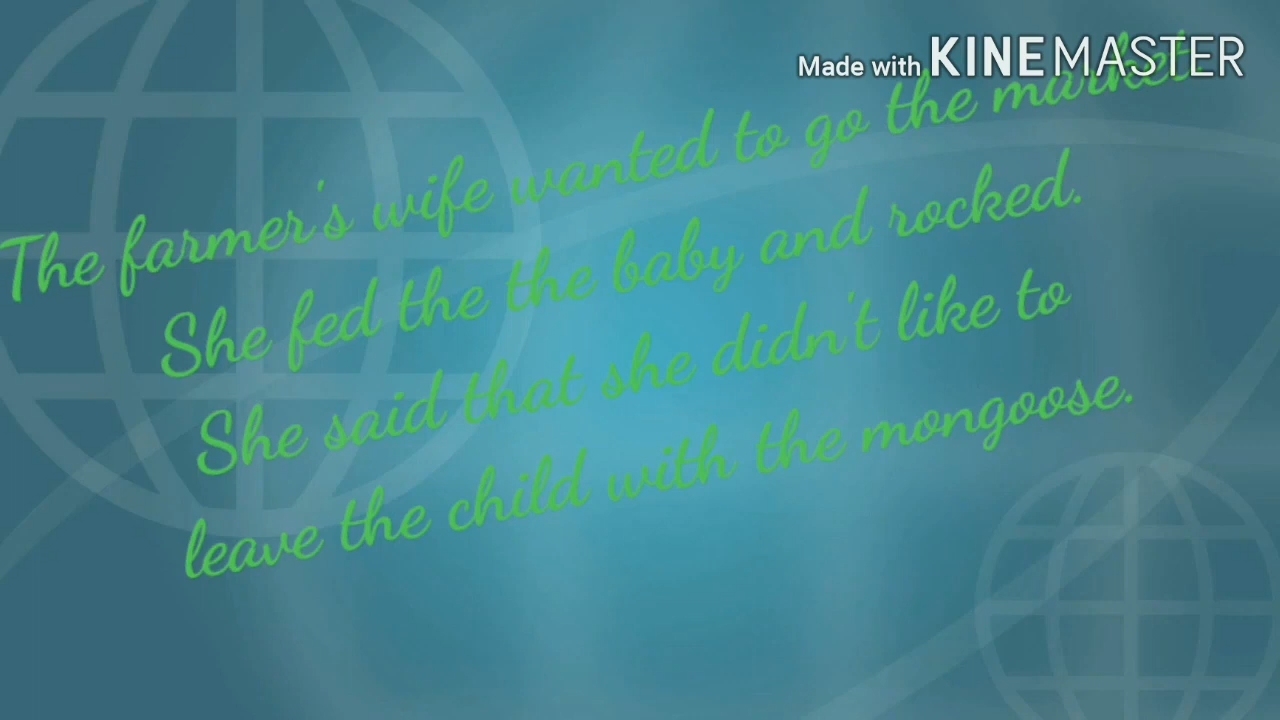 Made with KINEMASTER
The farmer's wife wanted to go the market.
She fed the the baby and rocked.
She said that she didn't like to
leave the child with the mongoose.